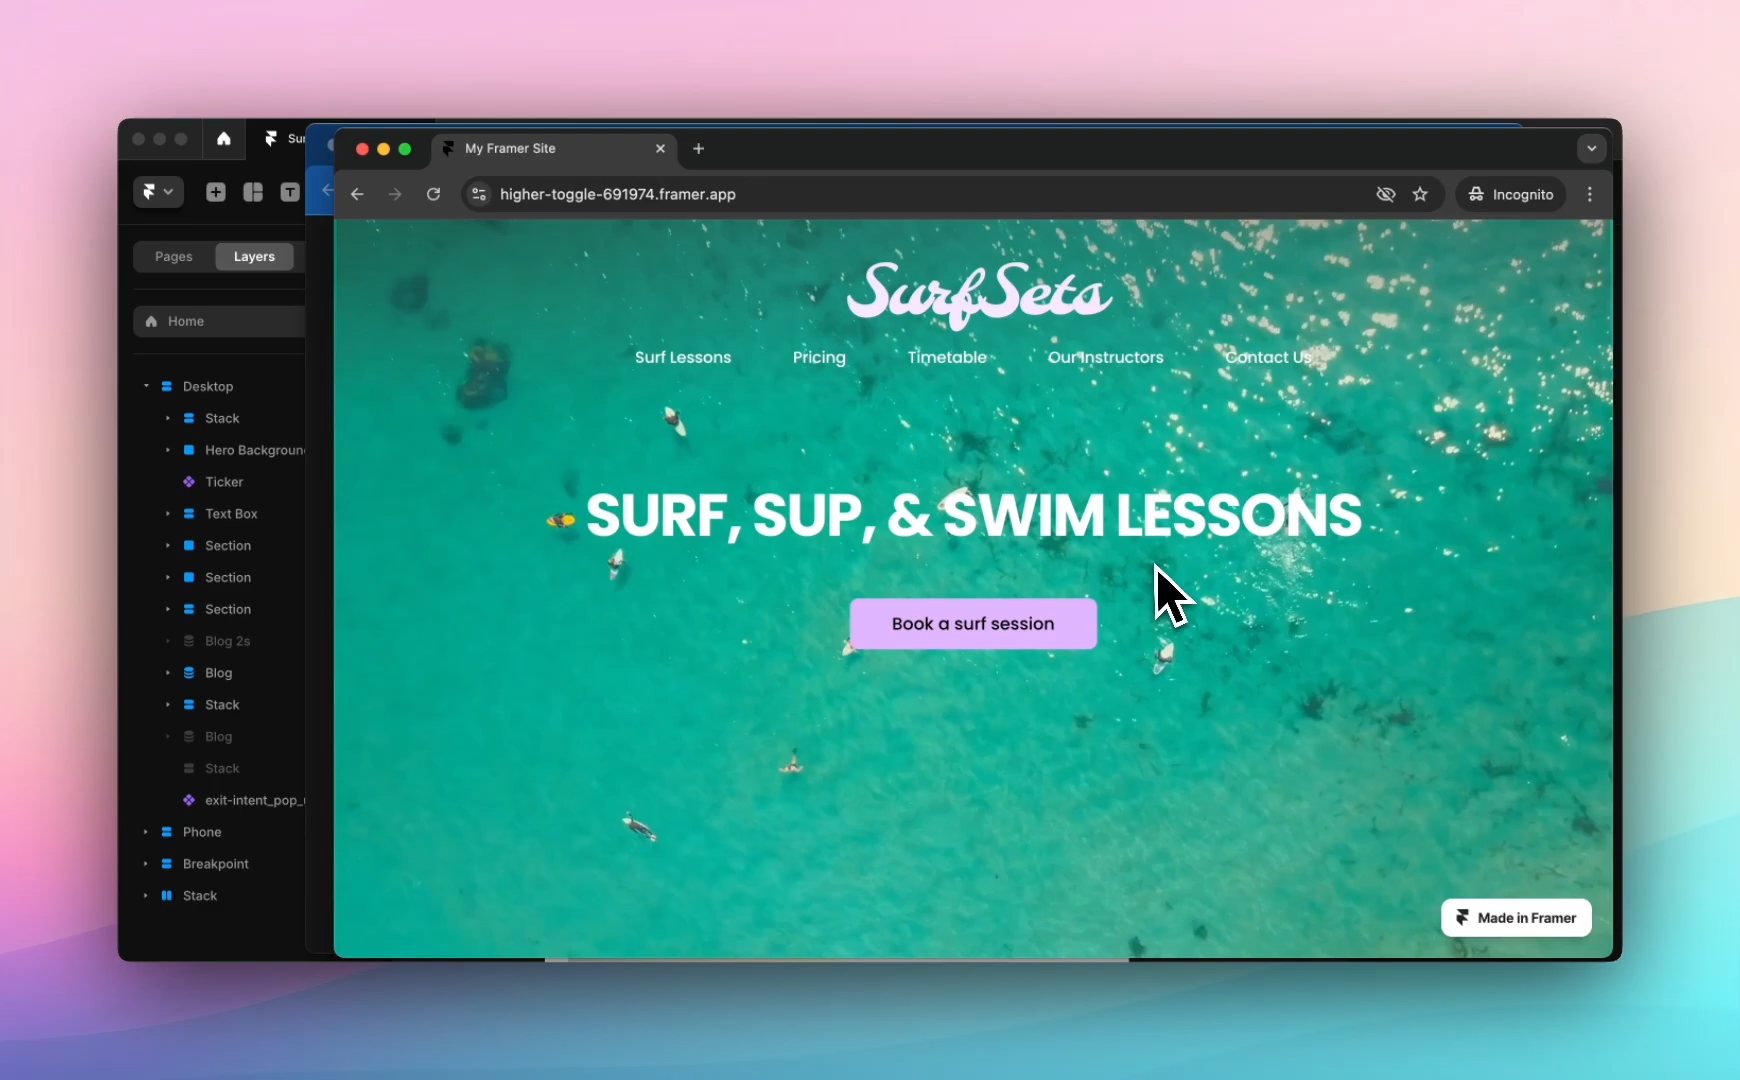 My Framer Site
higher-toggle-691974.framer.app
Incognito
Pages
Layers
Home
Desktop
Stack
Hero Background
Ticker
Text Box
Section
Section
Section
Blog 2s
Blog
Stack
Blog
Stack
exit-intent_pop_
Phone
Breakpoint
Stack
SurfSets
Surf Lessons
Pricing
Timetable
Our Instructors
Contact Us
SURF, SUP, & SWIM LESSONS
Book a surf session
Made in Framer